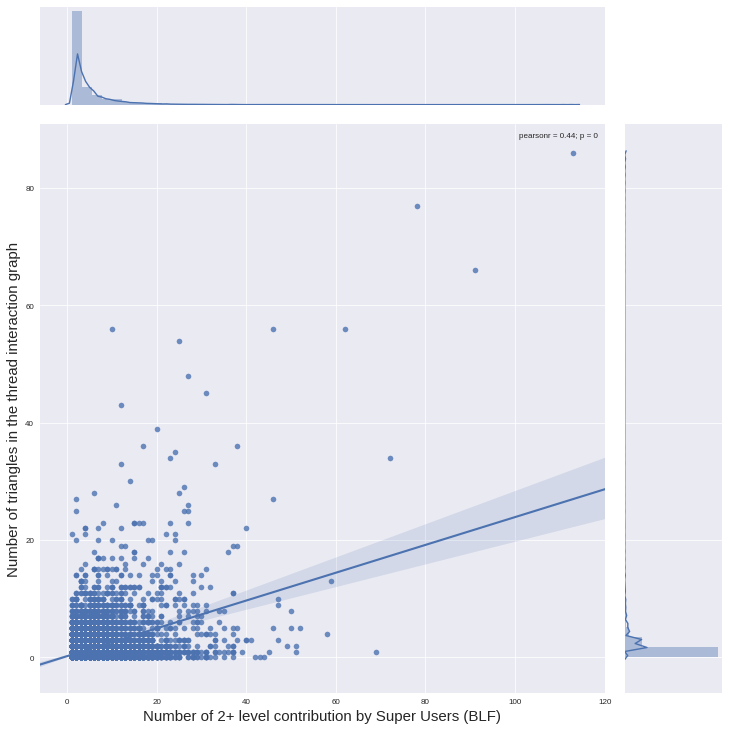 pearsonr = 0.44; p = 0
Number of triangles in the thread interaction graph
80
60
40
20
0
0 20 40 60 80 100 120
Number of 2+ level contribution by Super Users (BLF)